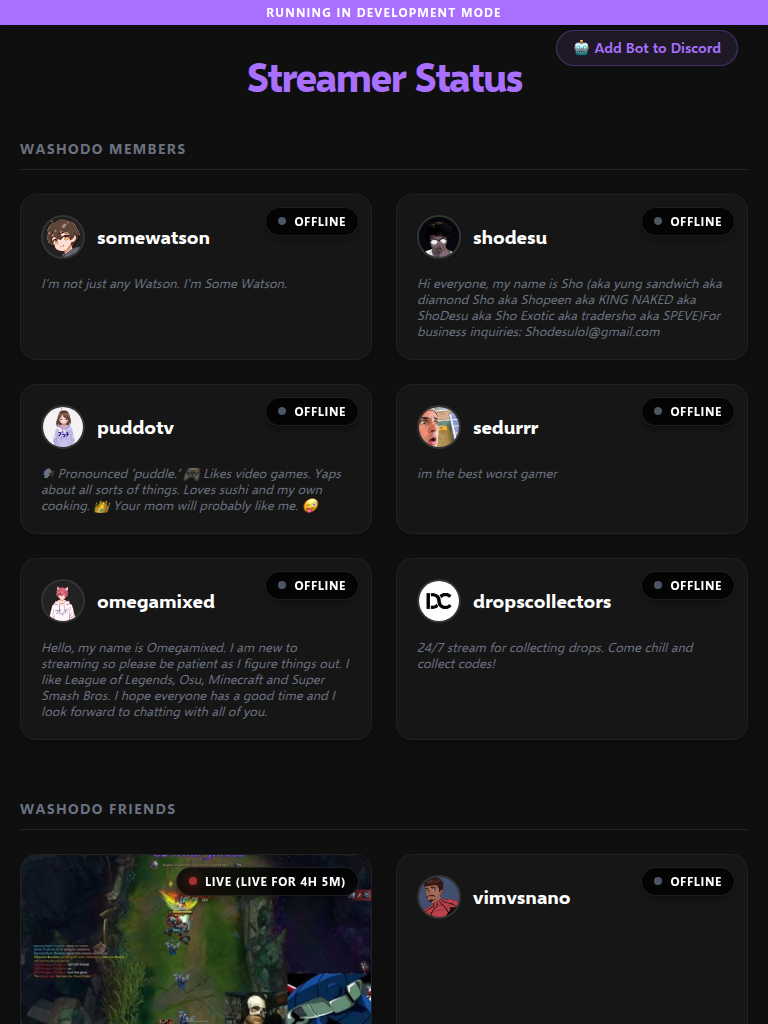 RUNNING IN DEVELOPMENT MODE
🤖 Add Bot to Discord
Streamer Status
WASHODO MEMBERS
somewatson
OFFLINE
I'm not just any Watson. I'm Some Watson.
shodesu
OFFLINE
Hi everyone, my name is Sho (aka yung sandwich aka
diamond Sho aka Shopeen aka KING NAKED aka
ShoDesu aka Sho Exotic aka tradersho aka SPEVE)For
business inquiries: Shodesulol@gmail.com
puddotv
OFFLINE
🗣 Pronounced 'puddle.' 🎮 Likes video games. Yaps
about all sorts of things. Loves sushi and my own
cooking. 👑 Your mom will probably like me. 😜
sedurrr
OFFLINE
im the best worst gamer
omegamixed
OFFLINE
Hello, my name is Omegamixed. I am new to
streaming so please be patient as I figure things out. I
like League of Legends, Osu, Minecraft and Super
Smash Bros. I hope everyone has a good time and I
look forward to chatting with all of you.
DC
dropscollectors
OFFLINE
24/7 stream for collecting drops. Come chill and
collect codes!
WASHODO FRIENDS
LIVE (LIVE FOR 4H 5M)
vimvsnano
OFFLINE